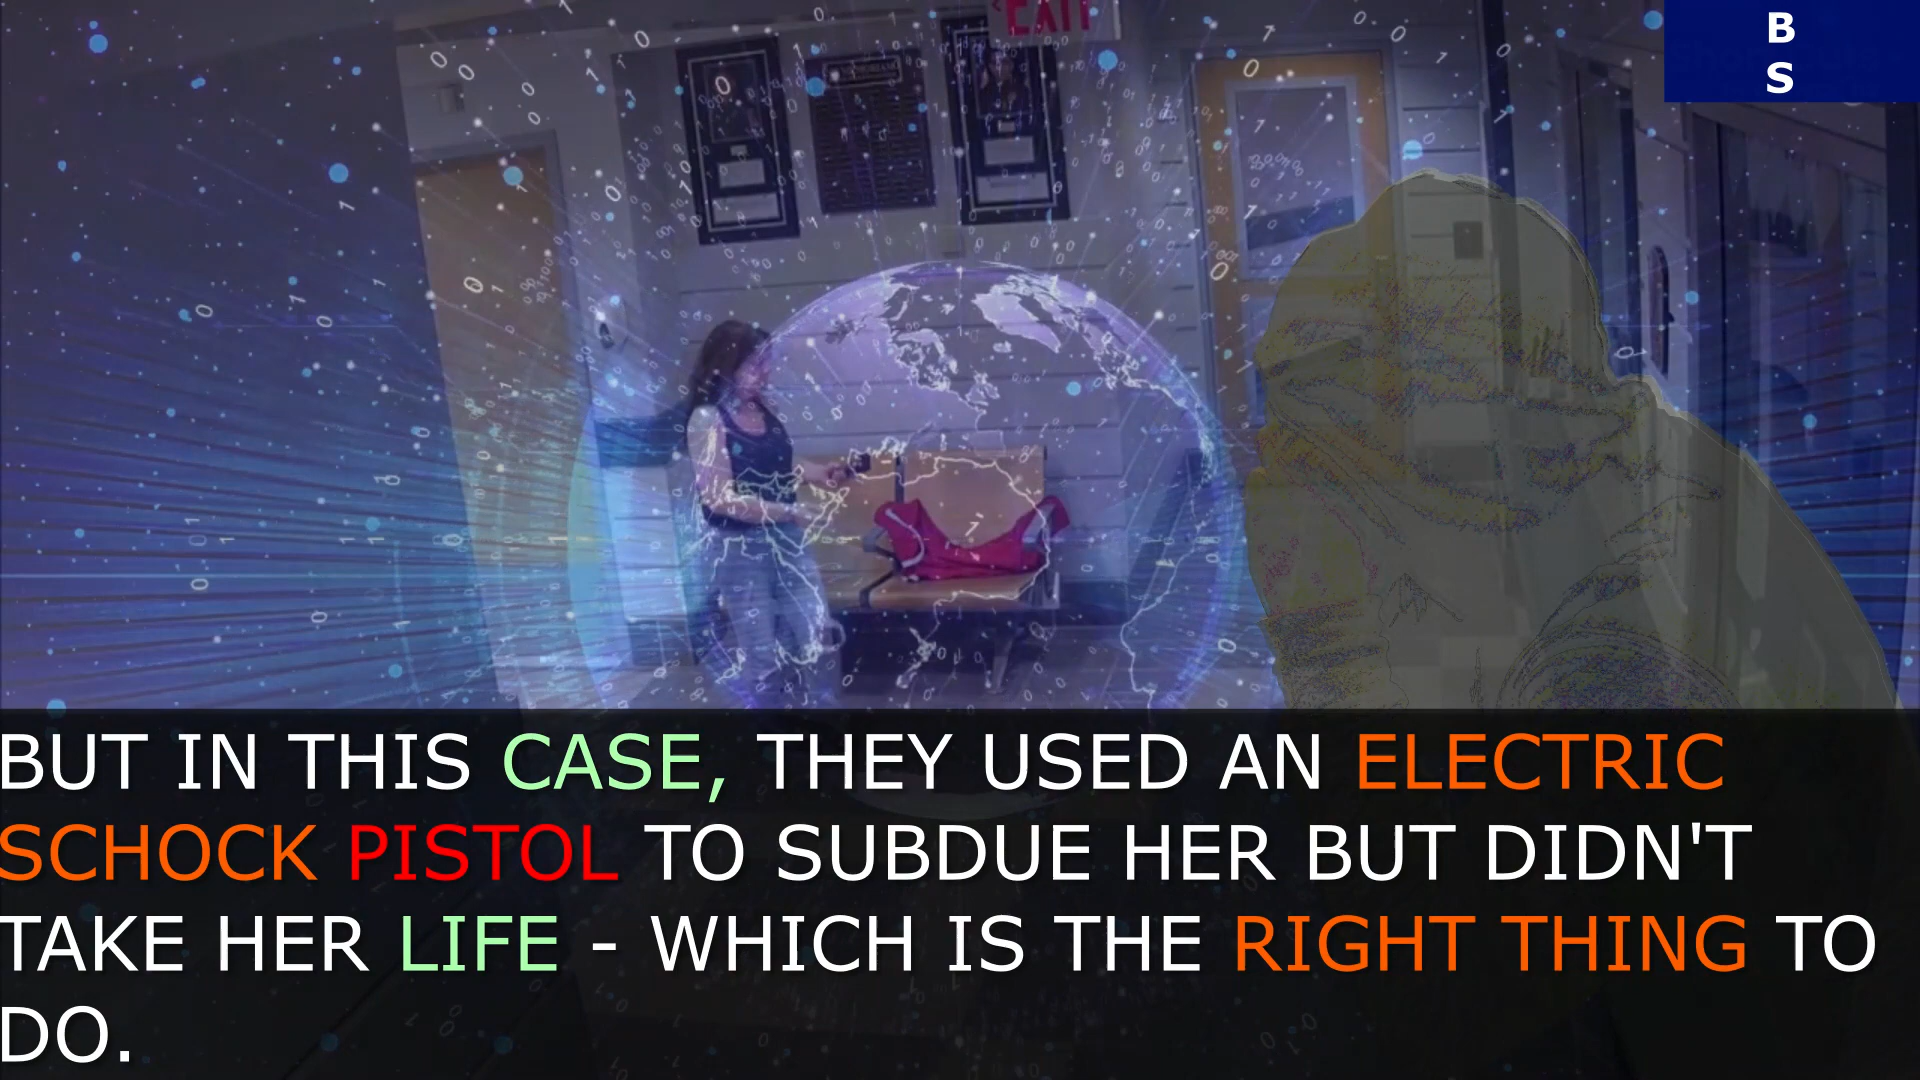 EXIT
B
S
BUT IN THIS CASE, THEY USED AN ELECTRIC
SCHOCK PISTOL TO SUBDUE HER BUT DIDN'T
TAKE HER LIFE - WHICH IS THE RIGHT THING TO
DO.